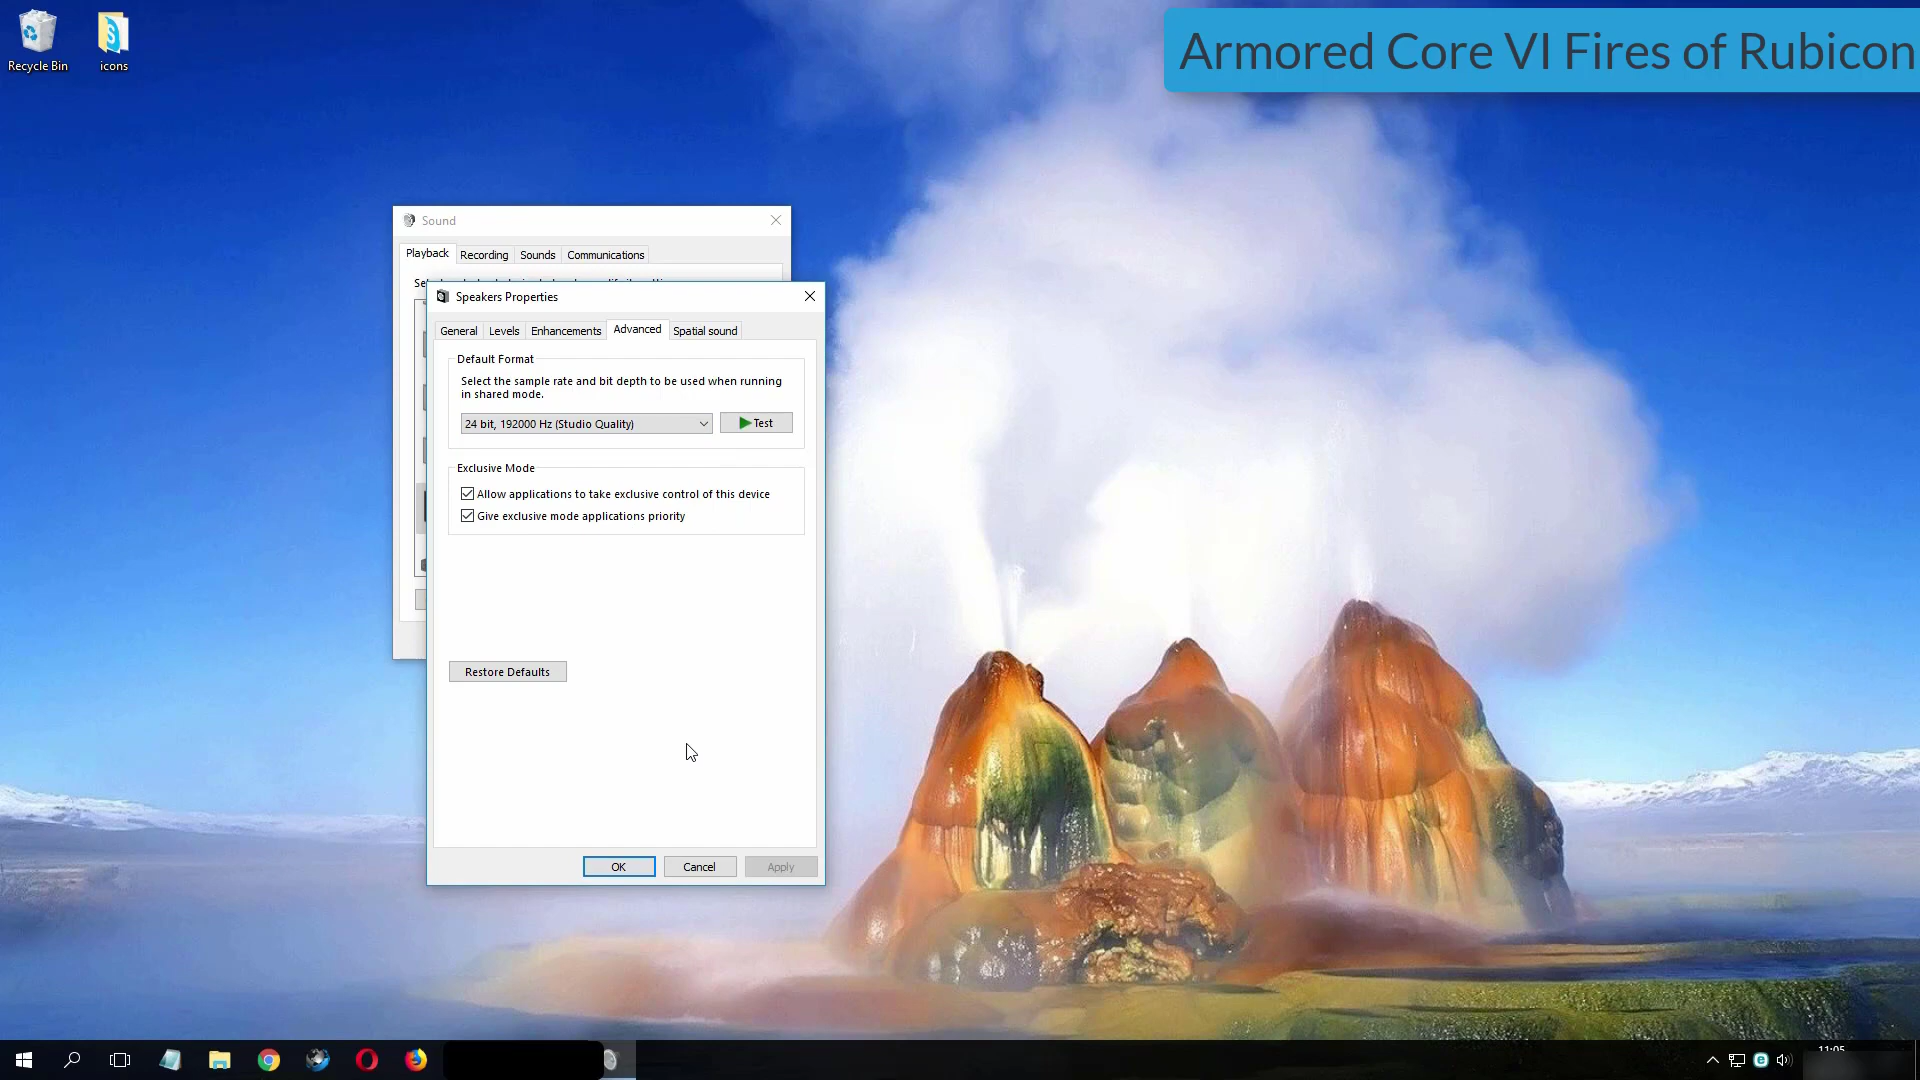 Armored Core VI Fires of Rubicon
Recycle Bin
icons
Sound
Playback
Recording
Sounds
Communications
Speakers Properties
General
Levels
Enhancements
Advanced
Spatial sound
Default Format
Select the sample rate and bit depth to be used when running
in shared mode.
24 bit, 192000 Hz (Studio Quality)
Test
Exclusive Mode
Allow applications to take exclusive control of this device
Give exclusive mode applications priority
Restore Defaults
OK
Cancel
Apply
11:05